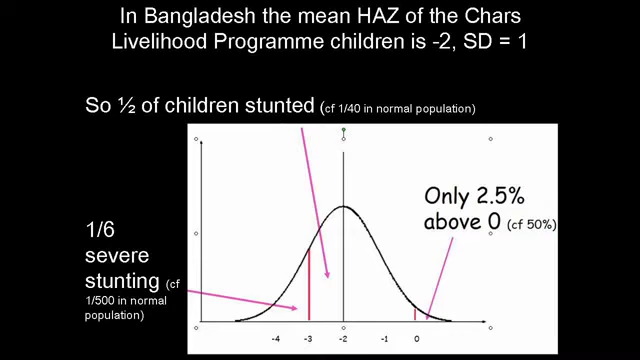 In Bangladesh the mean HAZ of the Chars
Livelihood Programme children is -2, SD = 1
So ½ of children stunted (cf 1/40 in normal population)
Only 2.5%
above 0 (cf 50%)
1/6
severe
stunting (cf
1/500 in normal
population)
-4 -3 -2 -1 0